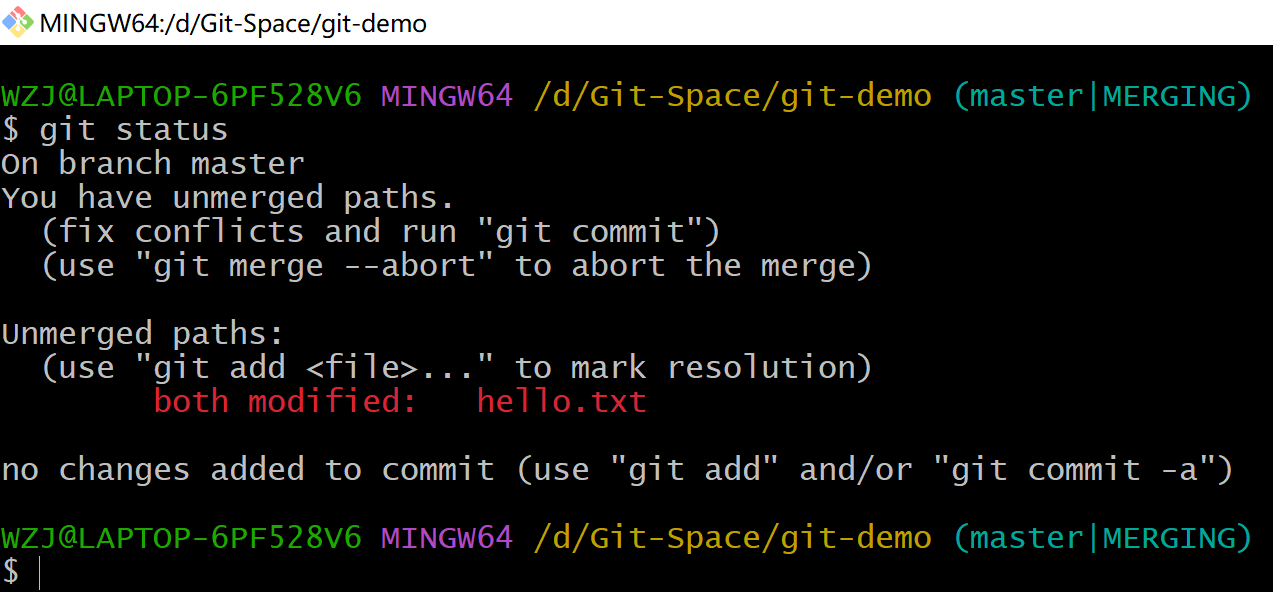 MINGW64:/d/Git-Space/git-demo
WZJ@LAPTOP-6PF528V6 MINGW64 /d/Git-Space/git-demo (master|MERGING)
$ git status
On branch master
You have unmerged paths.
  (fix conflicts and run "git commit")
  (use "git merge --abort" to abort the merge)
Unmerged paths:
  (use "git add <file>..." to mark resolution)
        both modified:   hello.txt
no changes added to commit (use "git add" and/or "git commit -a")
WZJ@LAPTOP-6PF528V6 MINGW64 /d/Git-Space/git-demo (master|MERGING)
$